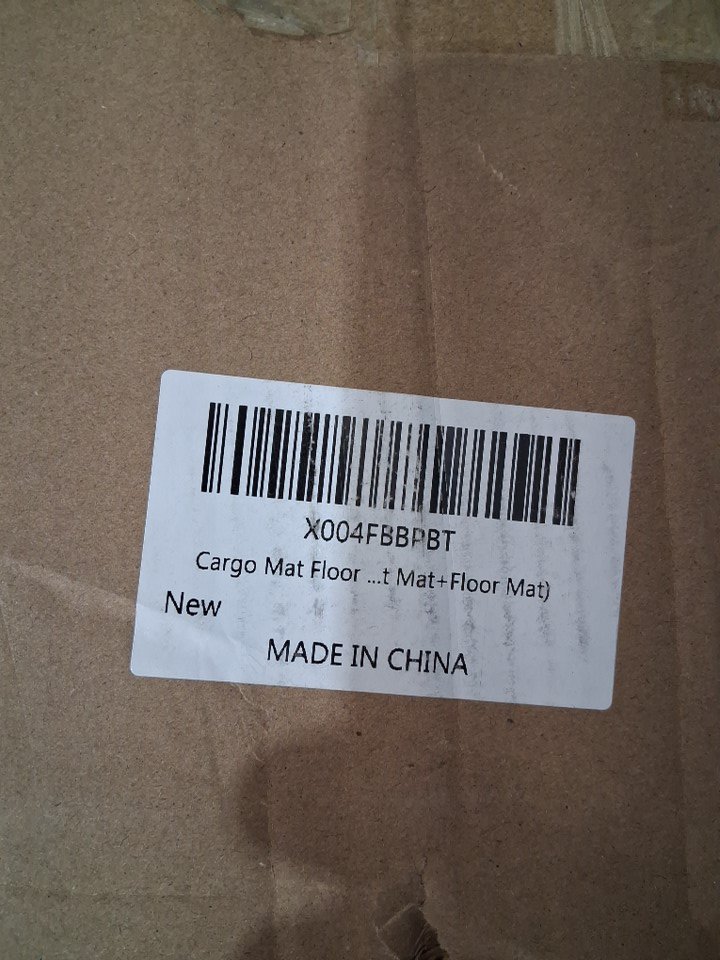 X004FBBPBT
Cargo Mat Floor ...t Mat+Floor Mat)
New
MADE IN CHINA